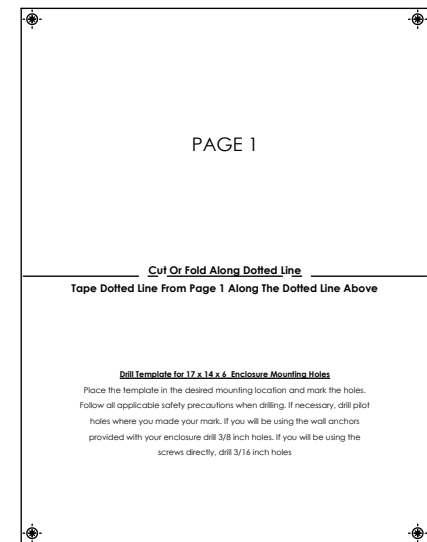 PAGE 1
Cut Or Fold Along Dotted Line
Tape Dotted Line From Page 1 Along The Dotted Line Above
Drill Template for 17 x 14 x 6 Enclosure Mounting Holes
Place the template in the desired mounting location and mark the holes.
Follow all applicable safety precautions when drilling. If necessary, drill pilot
holes where you made your mark. If you will be using the wall anchors
provided with your enclosure drill 3/8 inch holes. If you will be using the
screws directly, drill 3/16 inch holes